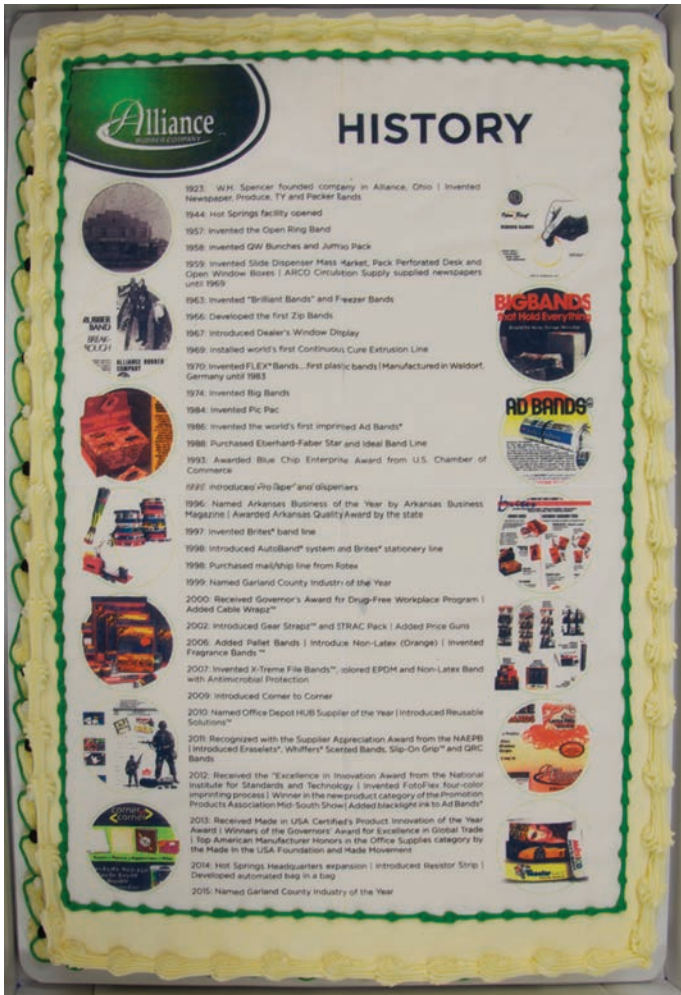 Alliance
RUBBER COMPANY
HISTORY
1923: W.H. Spencer founded company in Alliance, Ohio | Invented
Newspaper, Produce, TY and Packer Bands
1944: Hot Springs facility opened
1957: Invented the Open Ring Band
1958: Invented QW Bunches and Jumbo Pack
1959: Invented Slide Dispenser Mass Market, Pack Perforated Desk and
Open Window Boxes | ARCO Circulation Supply supplied newspapers
until 1969
1963: Invented "Brilliant Bands" and Freezer Bands
1966: Developed the first Zip Bands
1967: Introduced Dealer's Window Display
1969: Installed world's first Continuous Cure Extrusion Line
1970: Invented FLEX® Bands...first plastic bands | Manufactured in Waldorf,
Germany until 1983
1974: Invented Big Bands
1984: Invented Pic Pac
1986: Invented the world's first imprinted Ad Bands®
1988: Purchased Eberhard-Faber Star and Ideal Band Line
1993: Awarded Blue Chip Enterprise Award from U.S. Chamber of
Commerce
1995: Introduced Pro Tape™ and dispensers
1996: Named Arkansas Business of the Year by Arkansas Business
Magazine | Awarded Arkansas Quality Award by the state
1997: Invented Brites® band line
1998: Introduced AutoBand® system and Brites® stationery line
1998: Purchased mail/ship line from Rotex
1999: Named Garland County Industry of the Year
2000: Received Governor's Award for Drug-Free Workplace Program |
Added Cable Wrapz™
2002: Introduced Gear Strapz™ and STRAC Pack | Added Price Guns
2006: Added Pallet Bands | Introduce Non-Latex (Orange) | Invented
Fragrance Bands™
2007: Invented X-Treme File Bands™, colored EPDM and Non-Latex Band
with Antimicrobial Protection
2009: Introduced Corner to Corner
2010: Named Office Depot HUB Supplier of the Year | Introduced Reusable
Solutions™
2011: Recognized with the Supplier Appreciation Award from the NAEPB
| Introduced Eraselets®, Whiffers® Scented Bands, Slip-On Grip™ and QRC
Bands
2012: Received the "Excellence in Innovation Award from the National
Institute for Standards and Technology | Invented FotoFlex four-color
imprinting process | Winner in the new product category of the Promotion
Products Association Mid-South Show | Added blacklight ink to Ad Bands®
2013: Received Made in USA Certified's Product Innovation of the Year
Award | Winners of the Governors' Award for Excellence in Global Trade
| Top American Manufacturer Honors in the Office Supplies category by
the Made In the USA Foundation and Made Movement
2014: Hot Springs Headquarters expansion | Introduced Resistor Strip |
Developed automated bag in a bag
2015: Named Garland County Industry of the Year
RUBBER
BAND
BREAK-
ALLIANCE RUBBER
COMPANY
corner
corner
Open Ring
RUBBER BANDS
BIGBANDS
that Hold Everything
AD BANDS®
Alliance